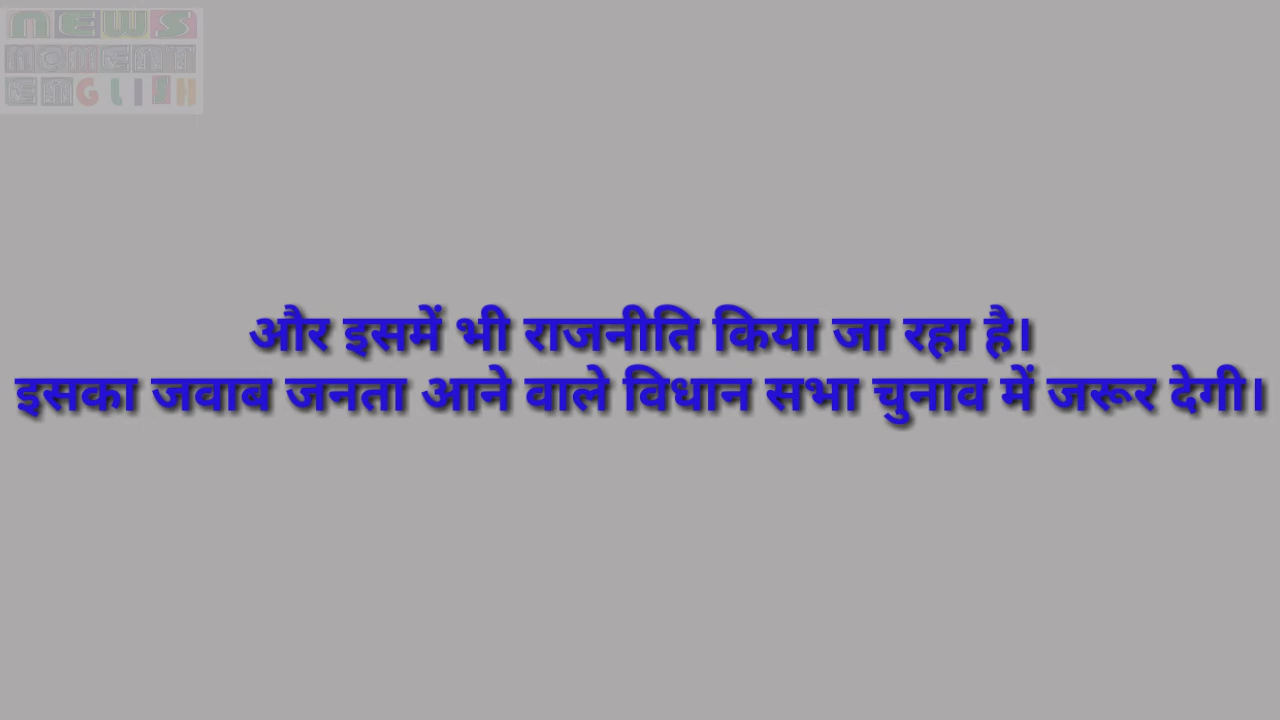 NEWS
MOMENT
ENGLISH
और इसमें भी राजनीति किया जा रहा है।
इसका जवाब जनता आने वाले विधान सभा चुनाव में जरूर देगी।